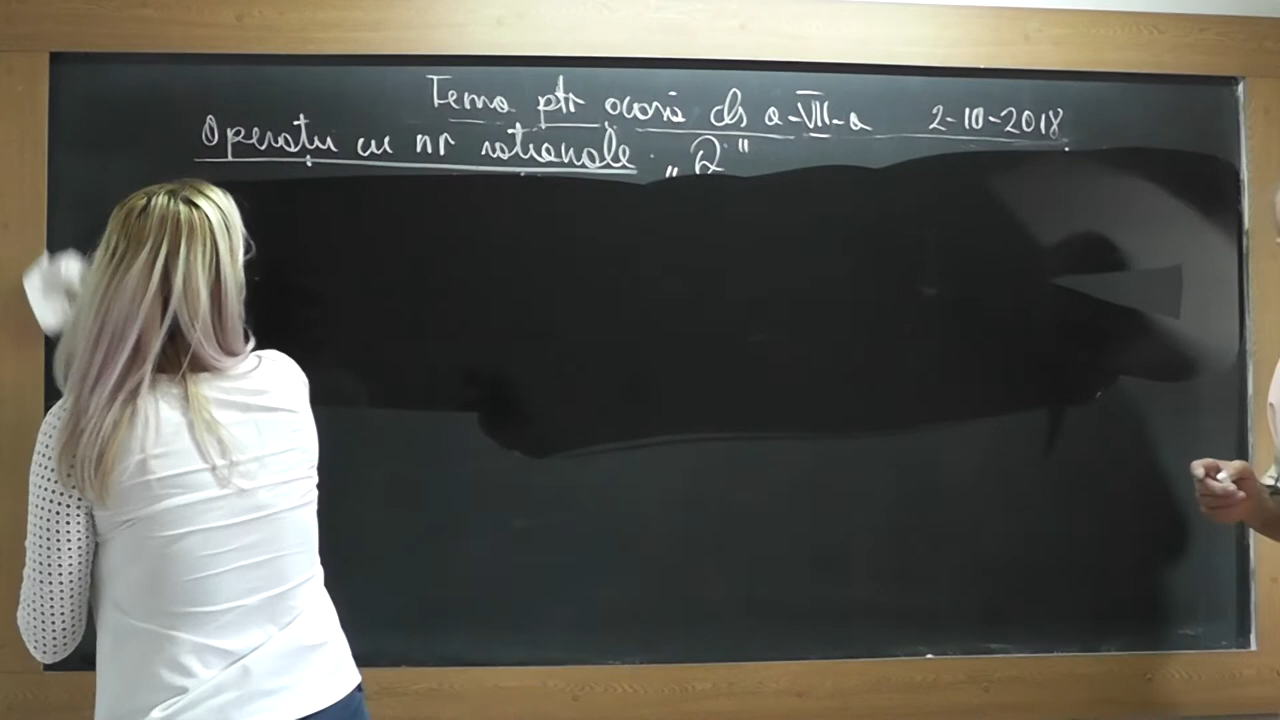 Tema ptr acasă cls a-VII-a 2-10-2018
Operații cu nr raționale „Q"